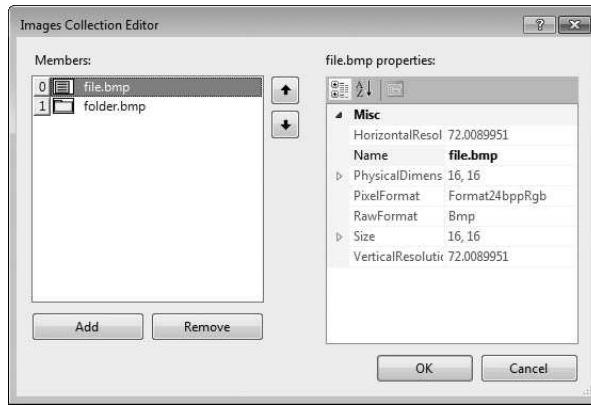 Images Collection Editor
Members:
0 file.bmp
1 folder.bmp
Add
Remove
file.bmp properties:
Misc
HorizontalResol 72.0089951
Name file.bmp
PhysicalDimens 16, 16
PixelFormat Format24bppRgb
RawFormat Bmp
Size 16, 16
VerticalResolutic 72.0089951
OK
Cancel